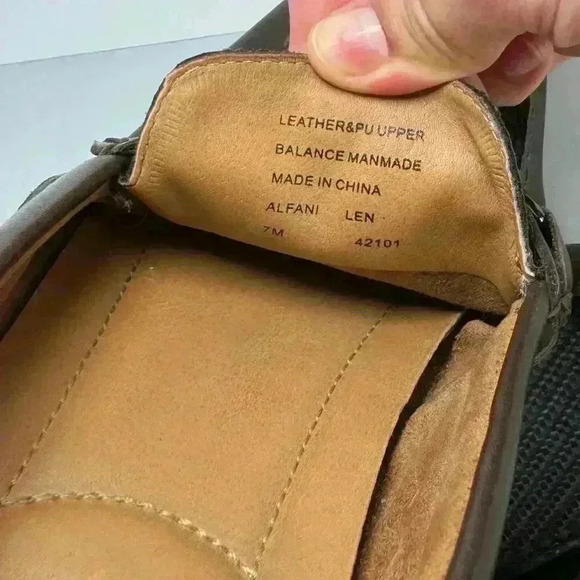 LEATHER&PU UPPER
BALANCE MANMADE
MADE IN CHINA
ALFANI LEN
7M 42101